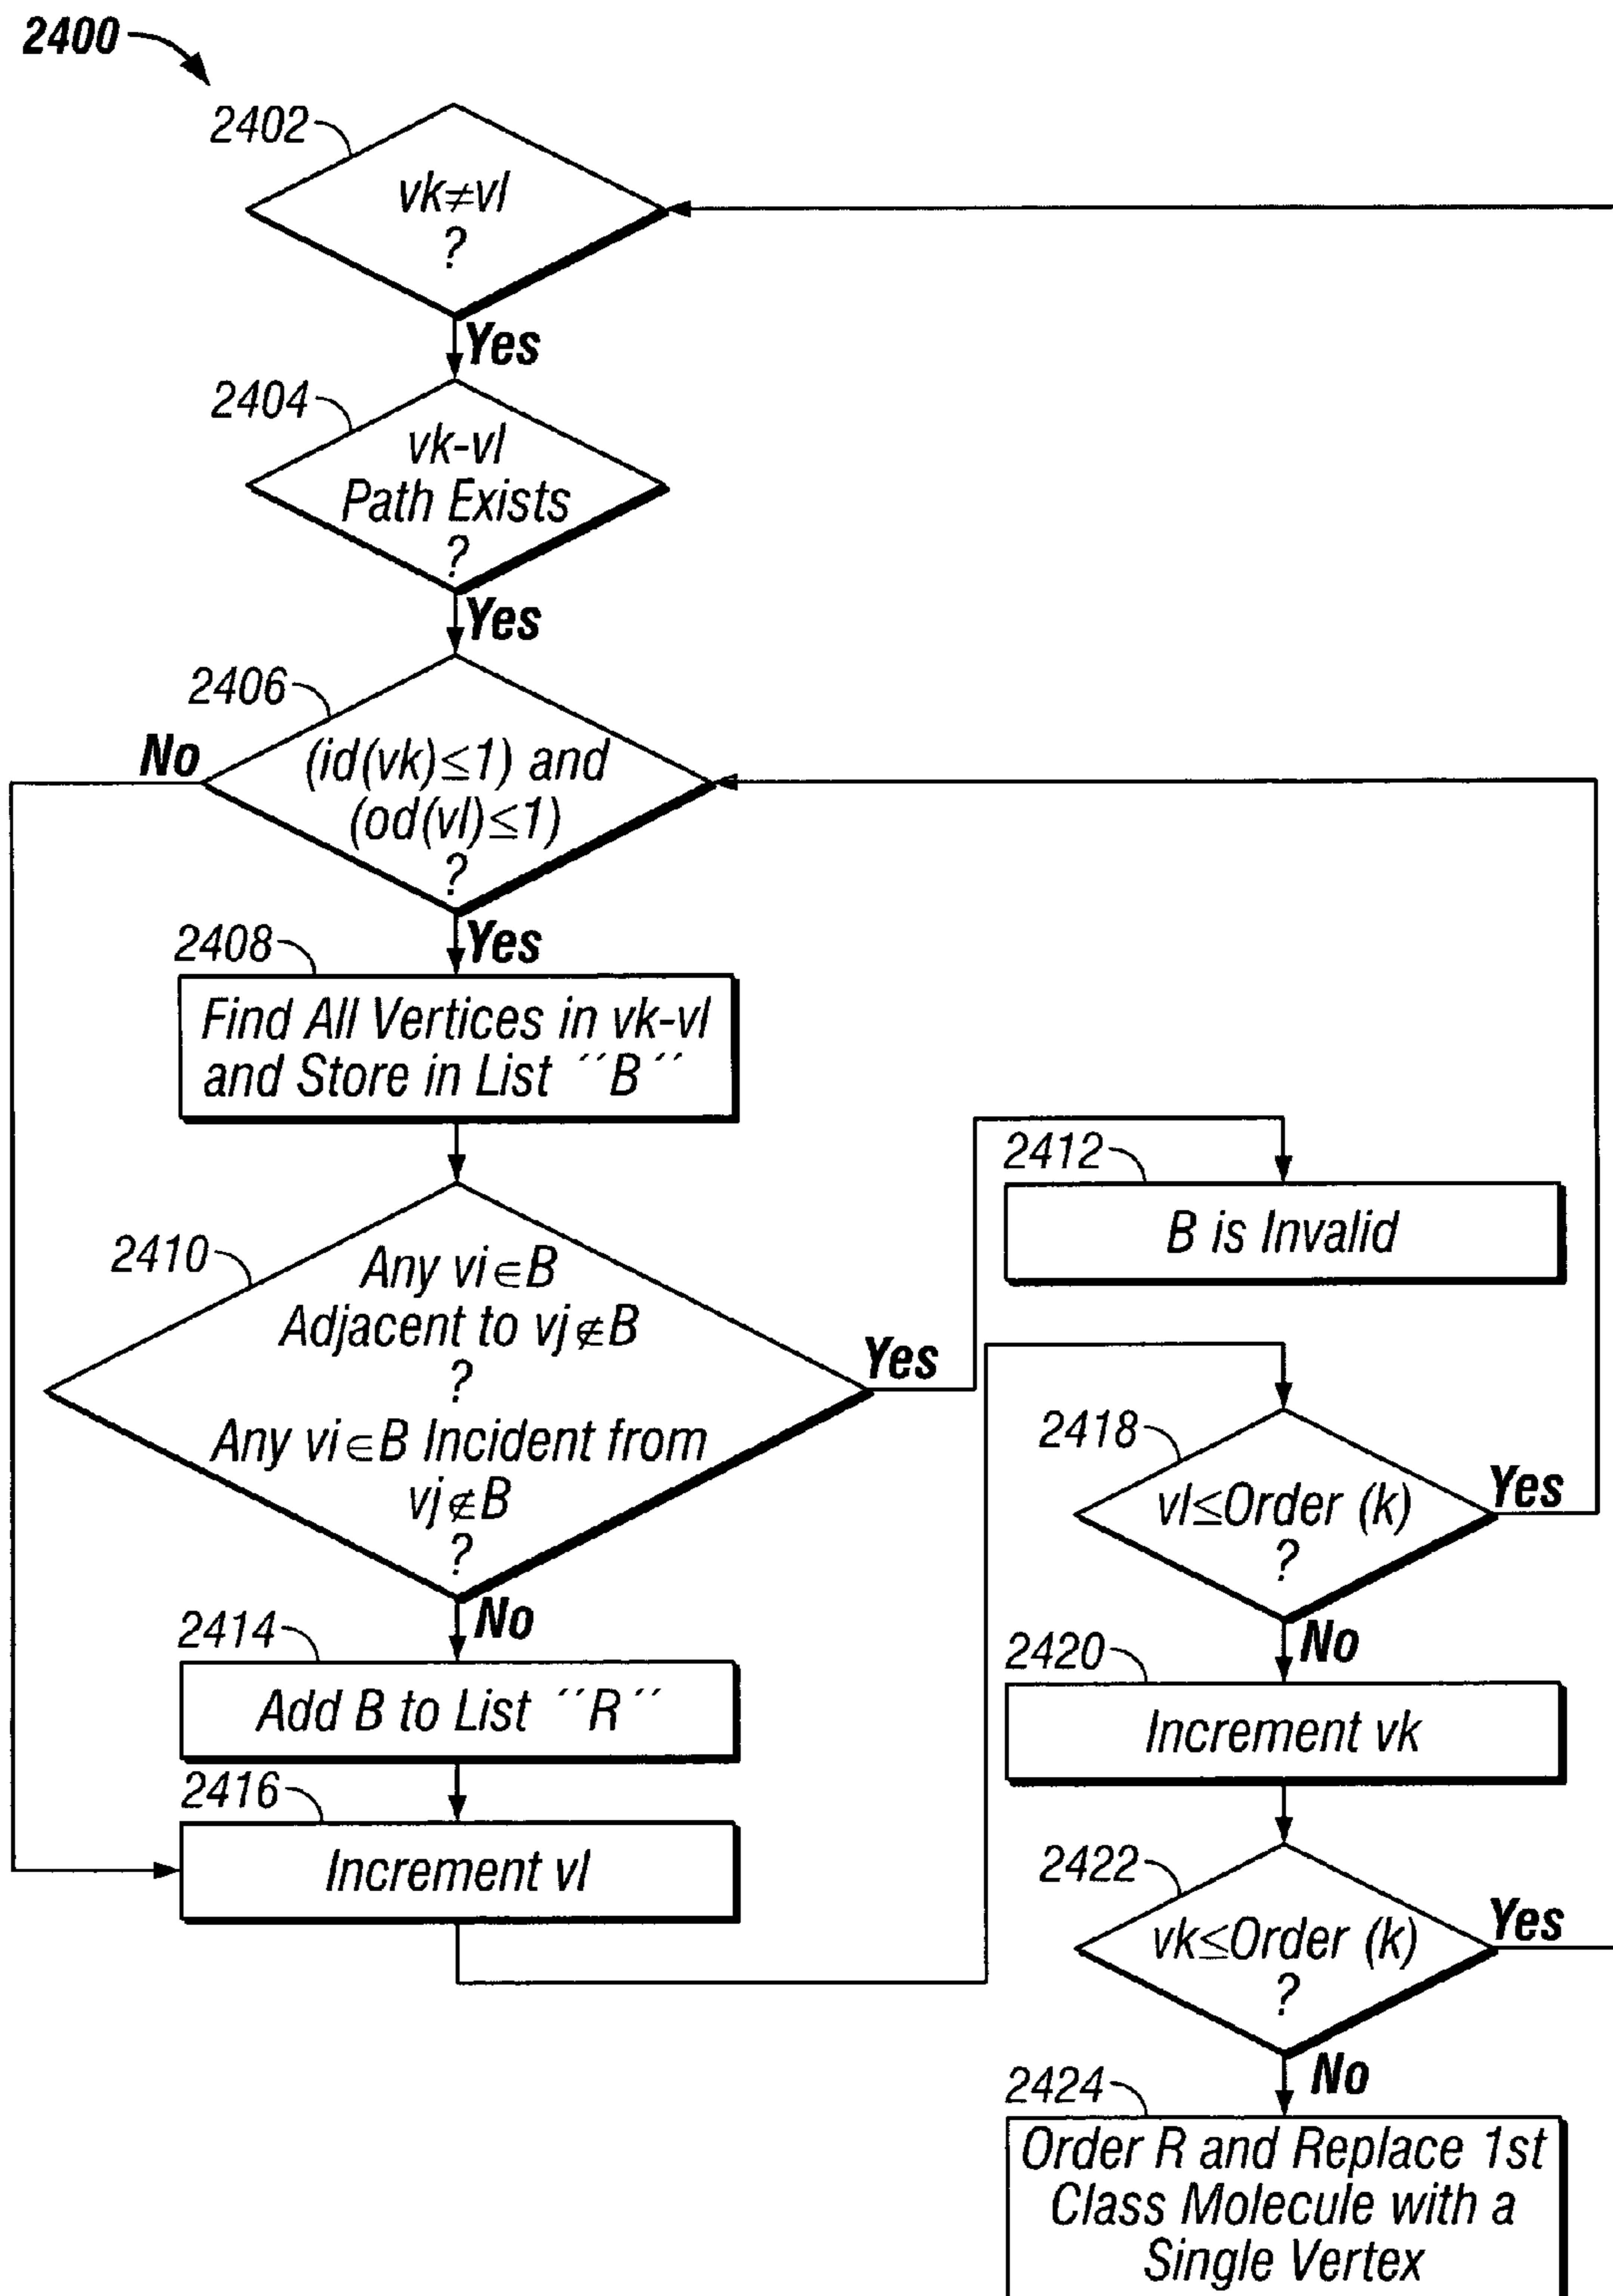 2400
2402
vk≠vl
?
Yes
2404
vk-vl
Path Exists
?
Yes
2406
No
(id(vk)≤1) and
(od(vl)≤1)
?
Yes
2408
Find All Vertices in vk-vl
and Store in List ´´B´´
2410
Any vi∈B
Adjacent to vj∉B
?
Any vi∈B Incident from
vj∉B
?
Yes
No
2412
B is Invalid
2414
Add B to List ´´R´´
2416
Increment vl
2418
vl≤Order (k)
?
Yes
No
2420
Increment vk
2422
vk≤Order (k)
?
Yes
No
2424
Order R and Replace 1st
Class Molecule with a
Single Vertex